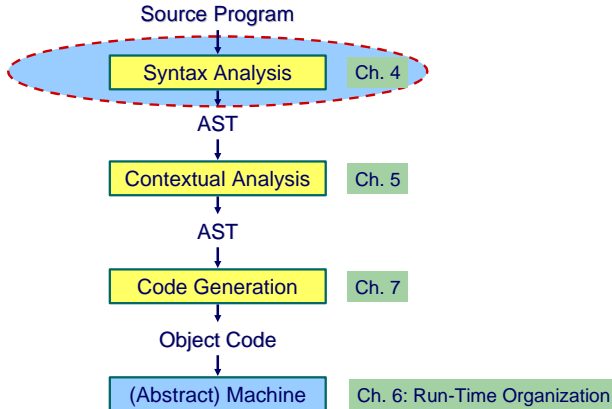 Source Program
Syntax Analysis Ch. 4
AST
Contextual Analysis Ch. 5
AST
Code Generation Ch. 7
Object Code
(Abstract) Machine Ch. 6: Run-Time Organization